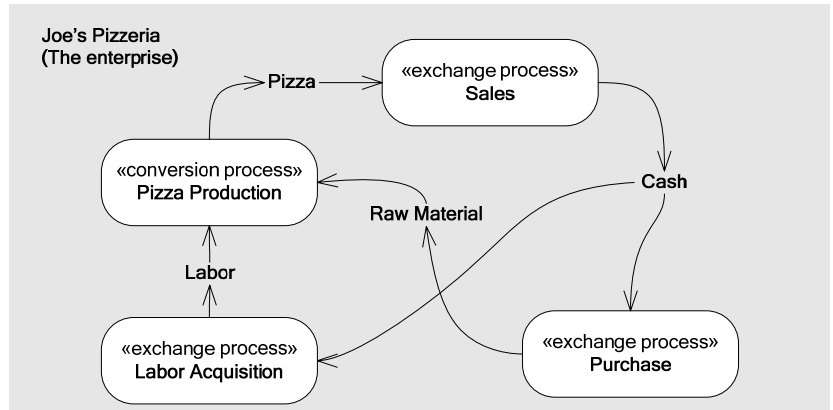 Joe's Pizzeria
(The enterprise)
Pizza
«exchange process»
Sales
«conversion process»
Pizza Production
Cash
Raw Material
Labor
«exchange process»
Labor Acquisition
«exchange process»
Purchase